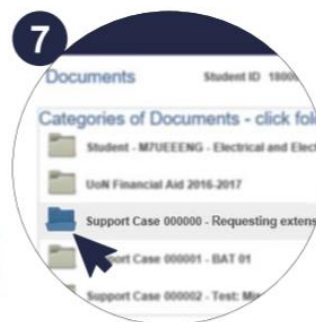 7
Documents Student ID 18000
Categories of Documents - click fol
Student - M7UEEENG - Electrical and Elect
UoN Financial Aid 2016-2017
Support Case 000000 - Requesting extens
port Case 000001 - BAT 01
Support Case 000002 - Test: